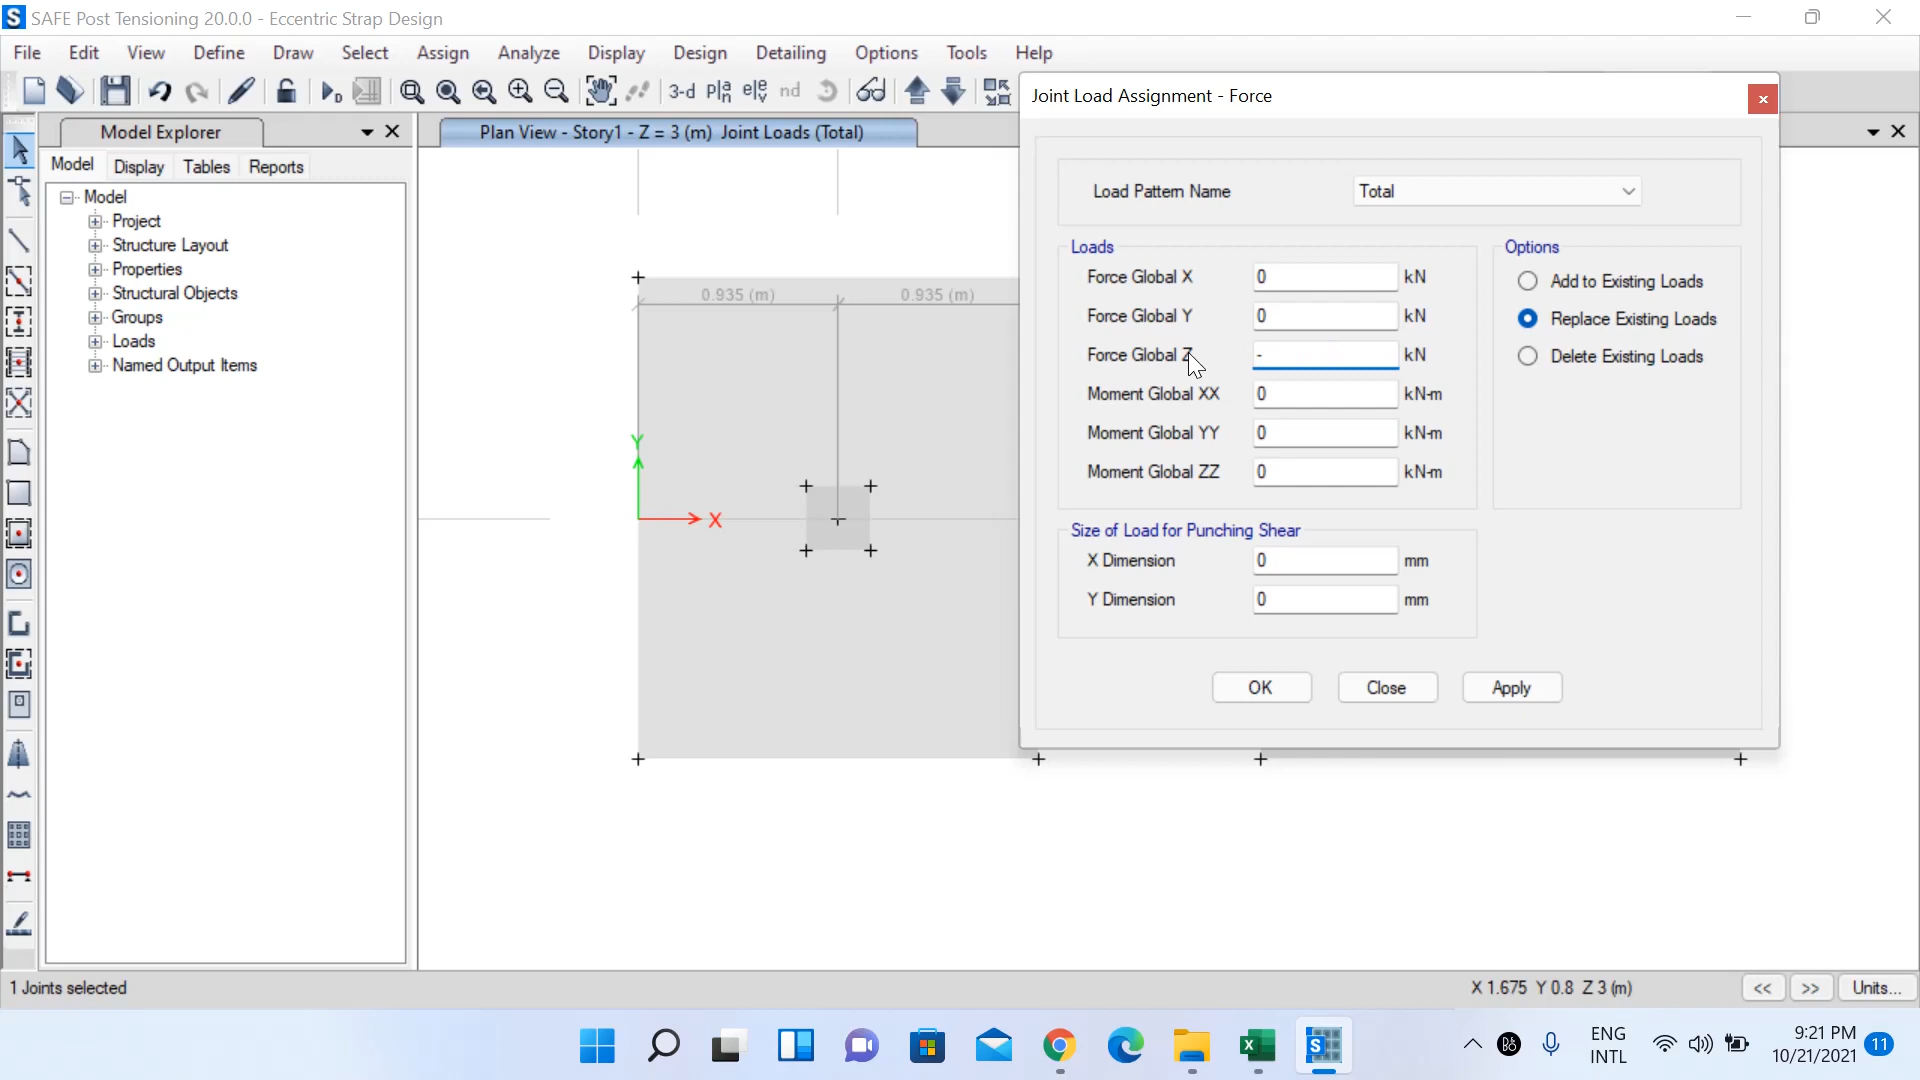 SAFE Post Tensioning 20.0.0 - Eccentric Strap Design
File Edit View Define Draw Select Assign Analyze Display Design Detailing Options Tools Help
3-d
nd
Model Explorer
Model Display Tables Reports
Model
Project
Structure Layout
Properties
Structural Objects
Groups
Loads
Named Output Items
Plan View - Story1 - Z = 3 (m) Joint Loads (Total)
0.935 (m) 0.935 (m)
Y
X
Joint Load Assignment - Force
Load Pattern Name Total
Loads
Force Global X 0 kN
Force Global Y 0 kN
Force Global Z - kN
Moment Global XX 0 kN-m
Moment Global YY 0 kN-m
Moment Global ZZ 0 kN-m
Options
Add to Existing Loads
Replace Existing Loads
Delete Existing Loads
Size of Load for Punching Shear
X Dimension 0 mm
Y Dimension 0 mm
OK Close Apply
1 Joints selected
X 1.675 Y 0.8 Z 3 (m)
<< >> Units...
ENG
INTL
9:21 PM
10/21/2021
11